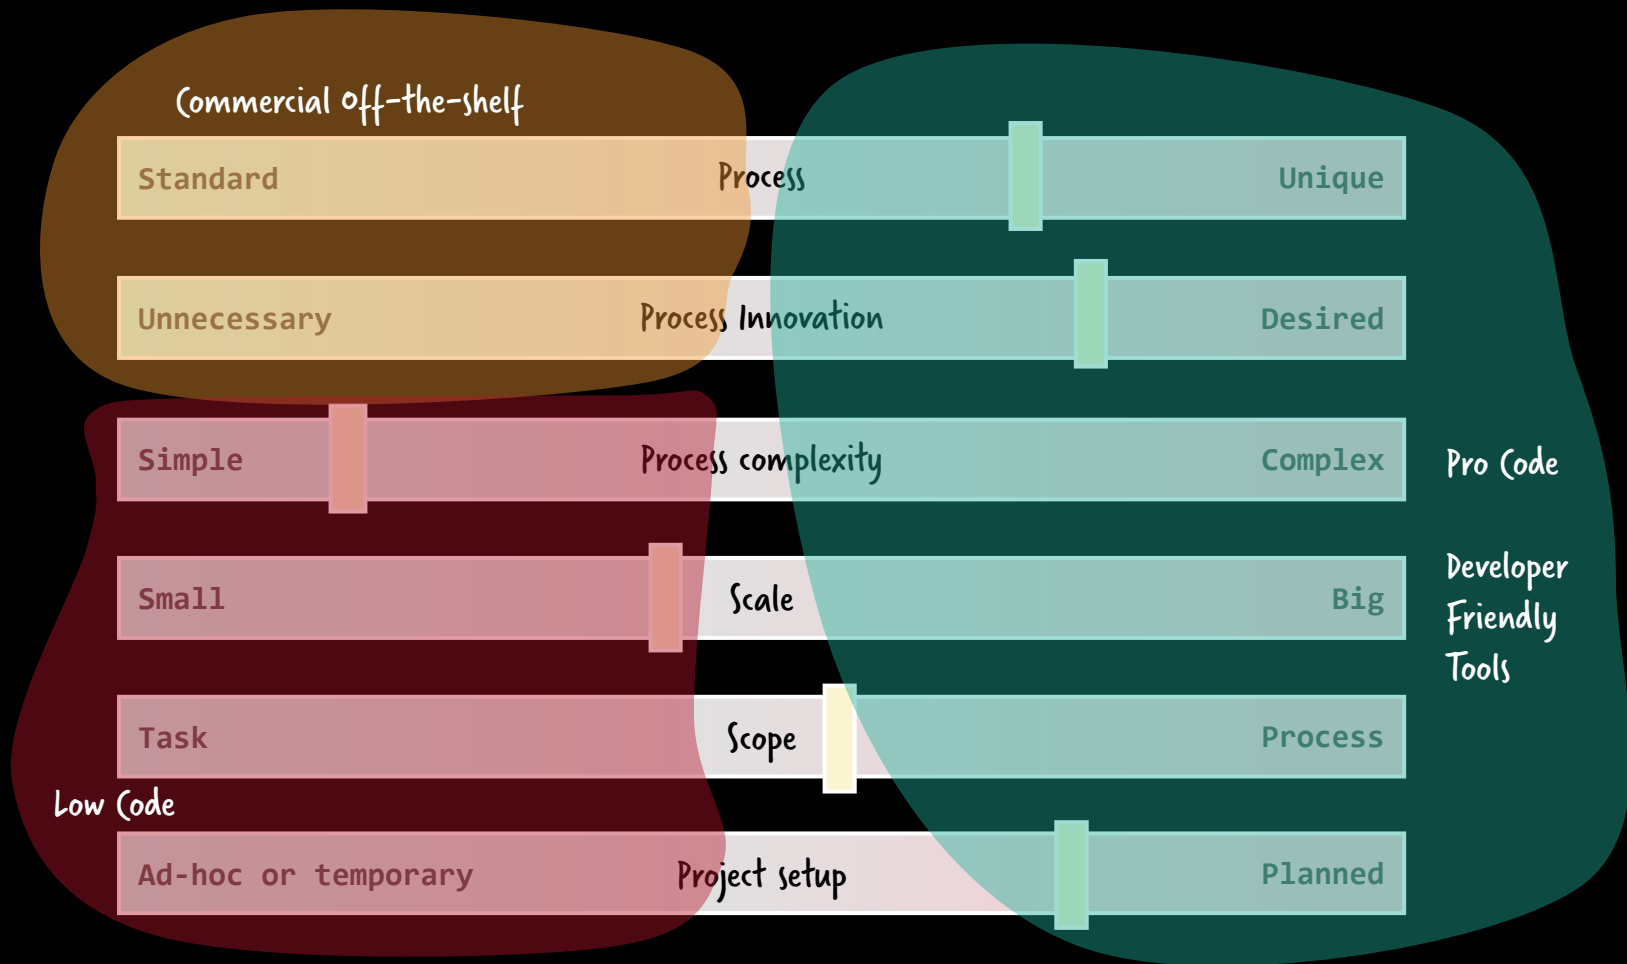 Commercial Off-the-shelf
Standard Process Unique
Unnecessary Process Innovation Desired
Simple Process complexity Complex
Pro Code
Small Scale Big
Developer
Friendly
Tools
Task Scope Process
Low Code
Ad-hoc or temporary Project setup Planned